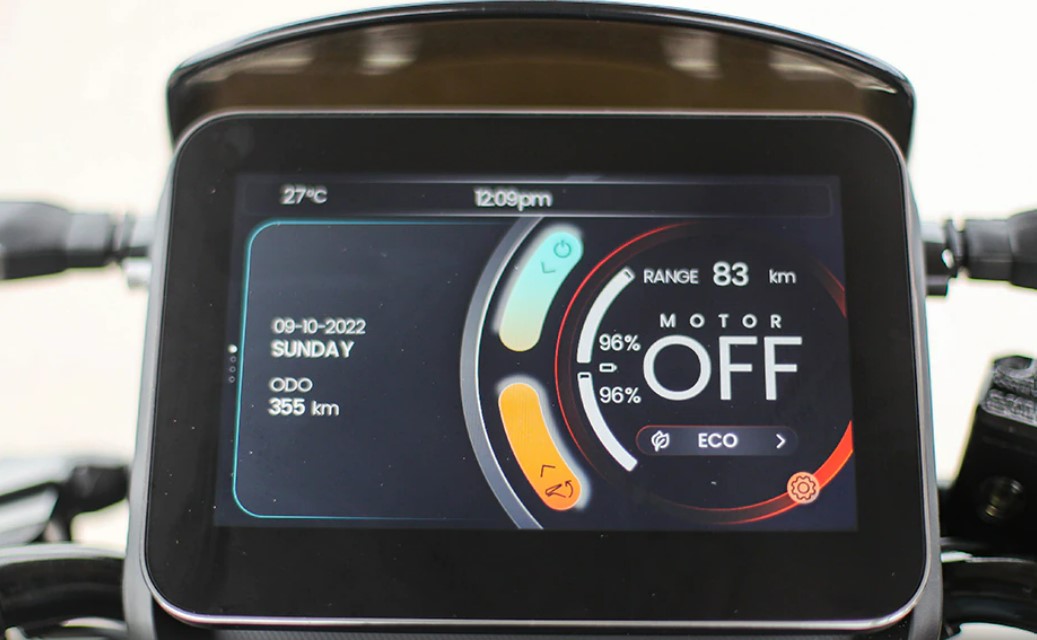 27°C
12:09pm
09-10-2022
SUNDAY
ODO
355 km
RANGE 83 km
MOTOR
OFF
96%
96%
ECO